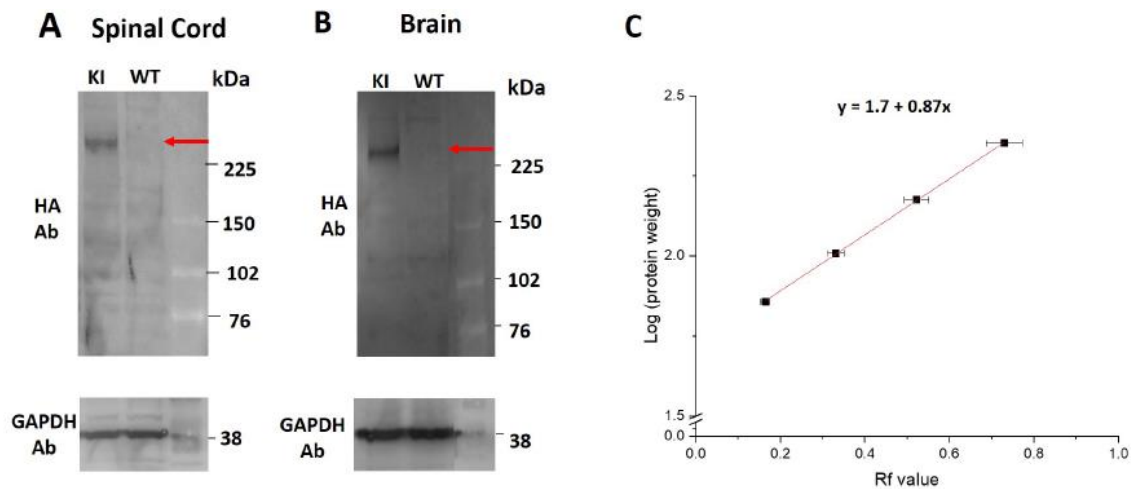 A Spinal Cord
KI WT kDa
225
150
102
76
HA
Ab
GAPDH
Ab
38
B Brain
KI WT kDa
225
150
102
76
HA
Ab
GAPDH
Ab
38
C
y = 1.7 + 0.87x
Log (protein weight)
2.5
2.0
1.5
0.0
0.0 0.2 0.4 0.6 0.8 1.0
Rf value